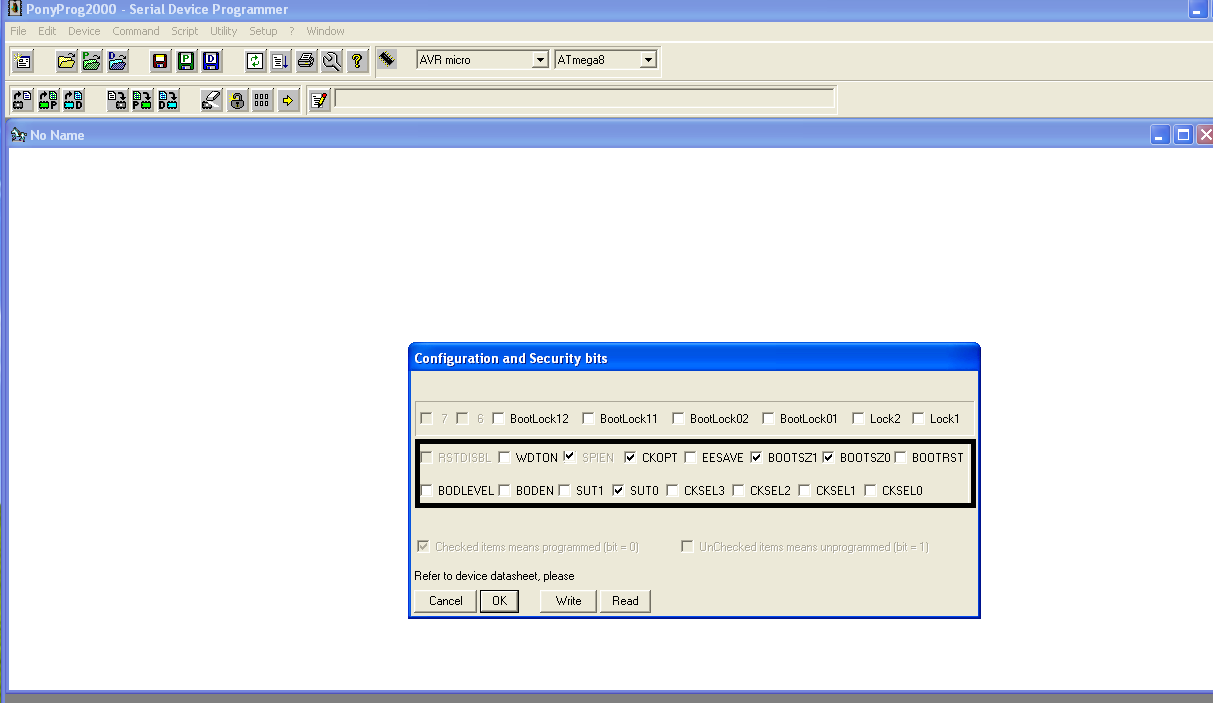 PonyProg2000 - Serial Device Programmer
File Edit Device Command Script Utility Setup ? Window
AVR micro ATmega8
No Name
Configuration and Security bits
7 6 BootLock12 BootLock11 BootLock02 BootLock01 Lock2 Lock1
RSTDISBL WDTON SPIEN CKOPT EESAVE BOOTSZ1 BOOTSZ0 BOOTRST
BODLEVEL BODEN SUT1 SUT0 CKSEL3 CKSEL2 CKSEL1 CKSEL0
Checked items means programmed (bit = 0) UnChecked items means unprogrammed (bit = 1)
Refer to device datasheet, please
Cancel OK Write Read